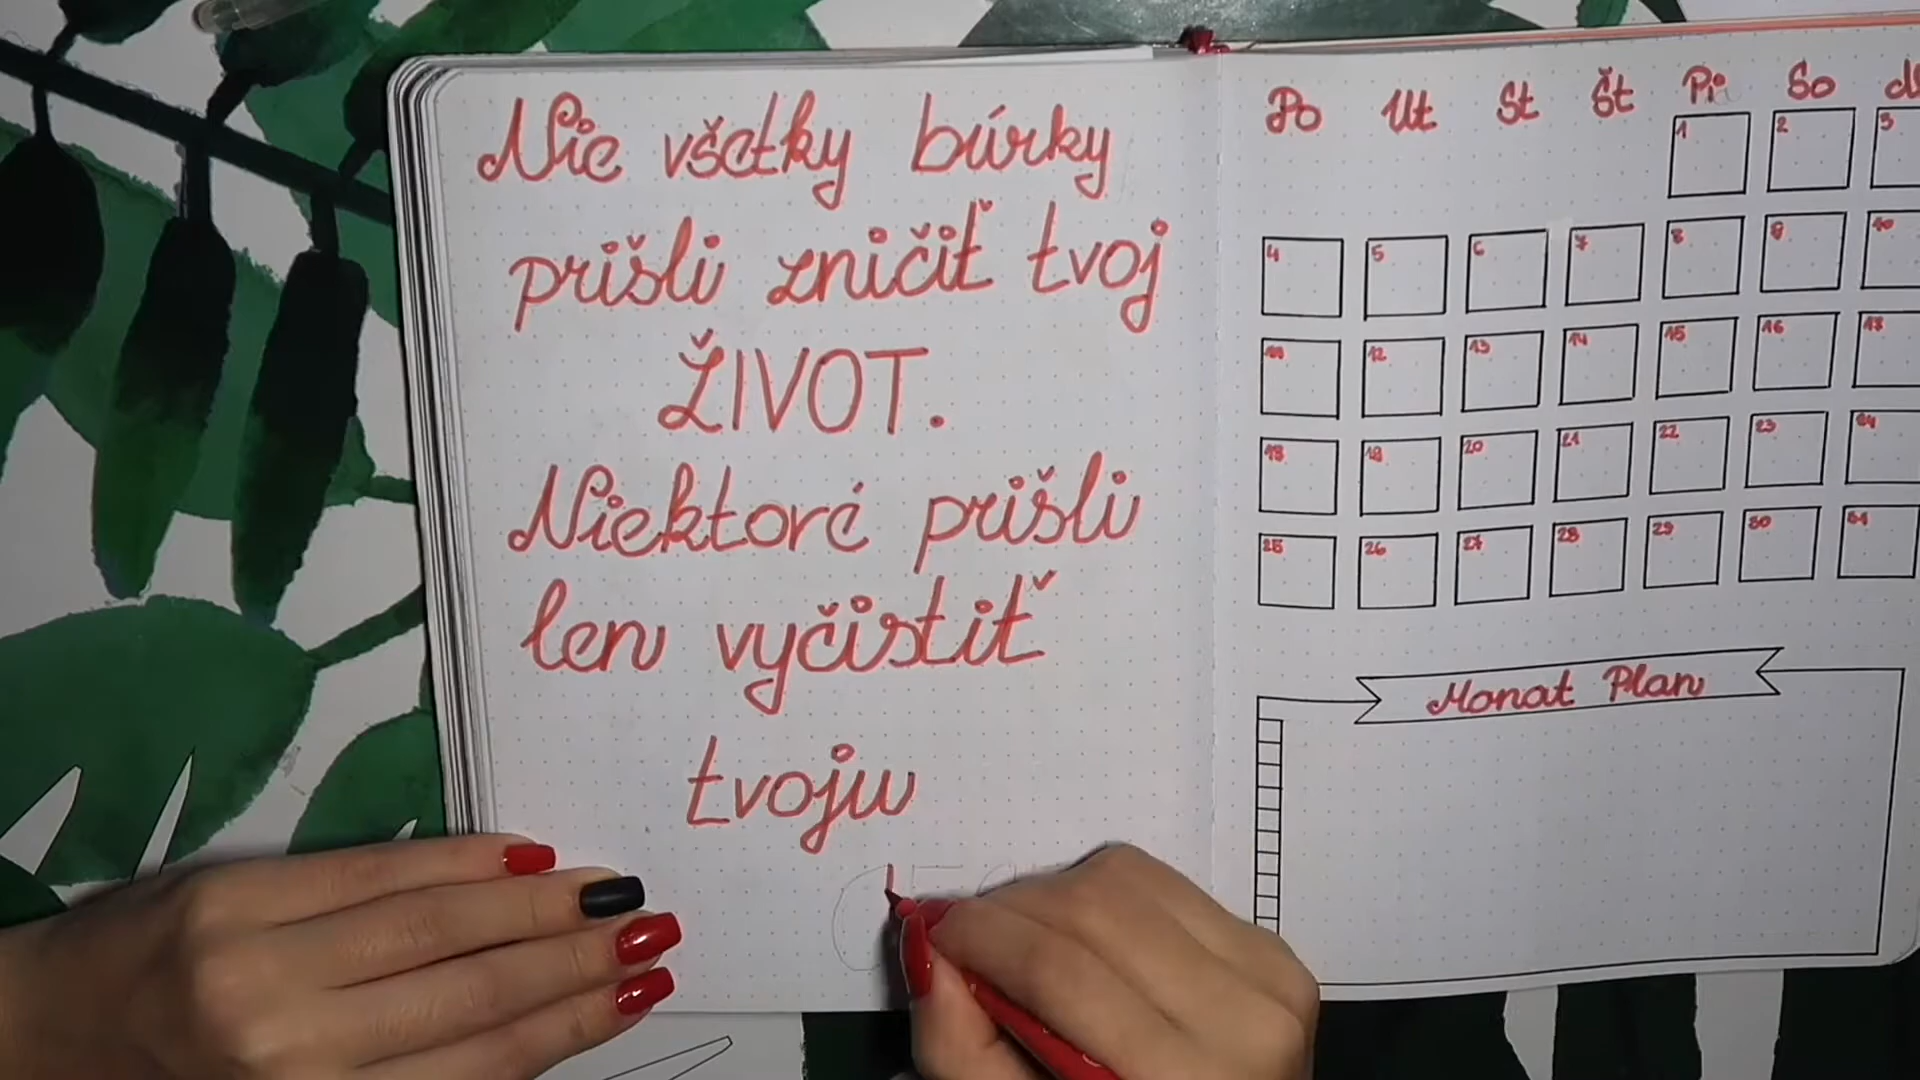 Nie všetky búrky
prišli zničiť tvoj
ŽIVOT.
Niektoré prišli
len vyčistiť
tvoju
Po Ut St Št Pi So
1 2 3
4 5 6 7 8 9 10
11 12 13 14 15 16 17
18 19 20 21 22 23 24
25 26 27 28 29 30 31
Monat Plan